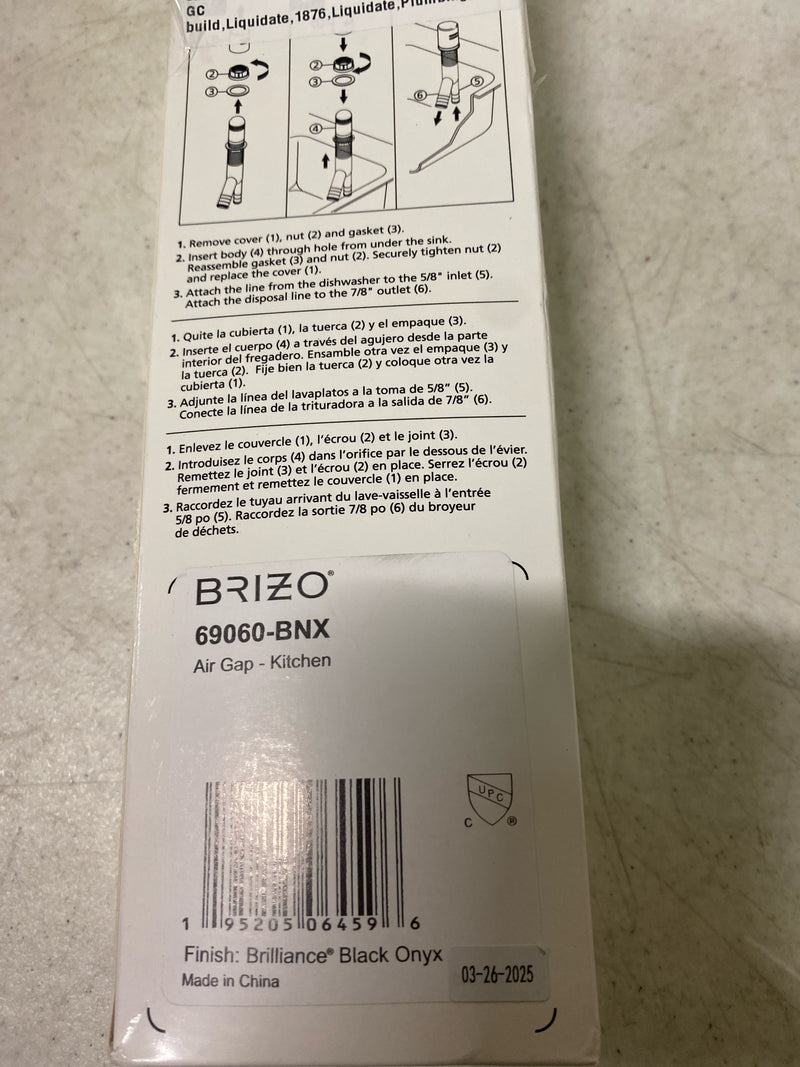 GC
build,Liquidate,1876,Liquidate,
2
3
2
3
4
5
6
1. Remove cover (1), nut (2) and gasket (3).
2. Insert body (4) through hole from under the sink.
Reassemble gasket (3) and nut (2). Securely tighten nut (2)
and replace the cover (1).
3. Attach the line from the dishwasher to the 5/8" inlet (5).
Attach the disposal line to the 7/8" outlet (6).
1. Quite la cubierta (1), la tuerca (2) y el empaque (3).
2. Inserte el cuerpo (4) a través del agujero desde la parte
interior del fregadero. Ensamble otra vez el empaque (3) y
la tuerca (2). Fije bien la tuerca (2) y coloque otra vez la
cubierta (1).
3. Adjunte la línea del lavaplatos a la toma de 5/8" (5).
Conecte la línea de la trituradora a la salida de 7/8" (6).
1. Enlevez le couvercle (1), l'écrou (2) et le joint (3).
2. Introduisez le corps (4) dans l'orifice par le dessous de l'évier.
Remettez le joint (3) et l'écrou (2) en place. Serrez l'écrou (2)
fermement et remettez le couvercle (1) en place.
3. Raccordez le tuyau arrivant du lave-vaisselle à l'entrée
5/8 po (5). Raccordez la sortie 7/8 po (6) du broyeur
de déchets.
BRIZO®
69060-BNX
Air Gap - Kitchen
UPC
C ®
1 95205 06459 6
Finish: Brilliance® Black Onyx
Made in China
03-26-2025